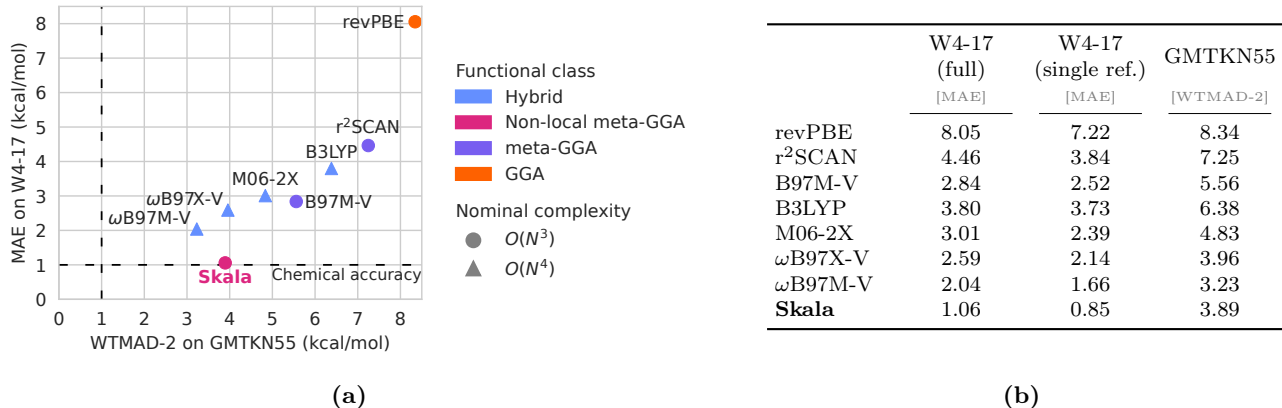 MAE on W4-17 (kcal/mol)
8
7
6
5
4
3
2
1
0
revPBE
r²SCAN
B3LYP
M06-2X
B97M-V
ωB97X-V
ωB97M-V
Skala
Chemical accuracy
0 1 2 3 4 5 6 7 8
WTMAD-2 on GMTKN55 (kcal/mol)
Functional class
Hybrid
Non-local meta-GGA
meta-GGA
GGA
Nominal complexity
O(N³)
O(N⁴)
(a)
W4-17 W4-17 GMTKN55
(full) (single ref.)
[MAE] [MAE] [WTMAD-2]
revPBE 8.05 7.22 8.34
r²SCAN 4.46 3.84 7.25
B97M-V 2.84 2.52 5.56
B3LYP 3.80 3.73 6.38
M06-2X 3.01 2.39 4.83
ωB97X-V 2.59 2.14 3.96
ωB97M-V 2.04 1.66 3.23
Skala 1.06 0.85 3.89
(b)